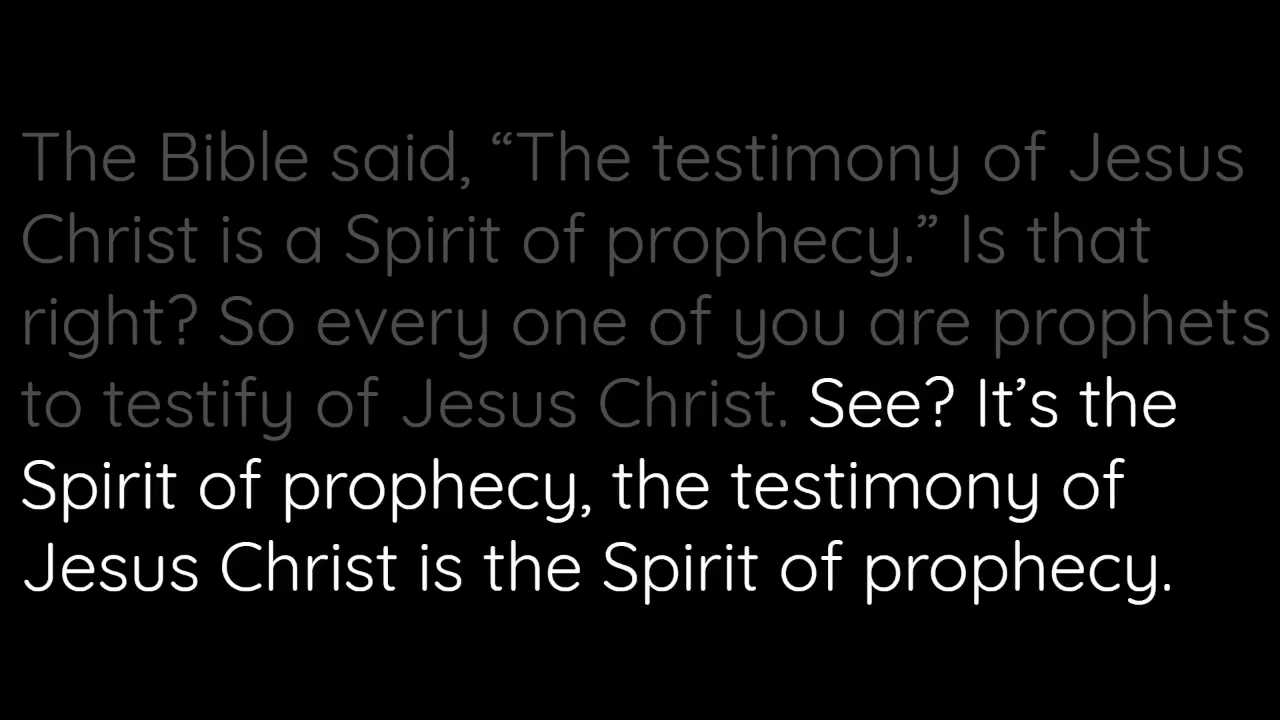 The Bible said, “The testimony of Jesus
Christ is a Spirit of prophecy.” Is that
right? So every one of you are prophets
to testify of Jesus Christ. See? It’s the
Spirit of prophecy, the testimony of
Jesus Christ is the Spirit of prophecy.